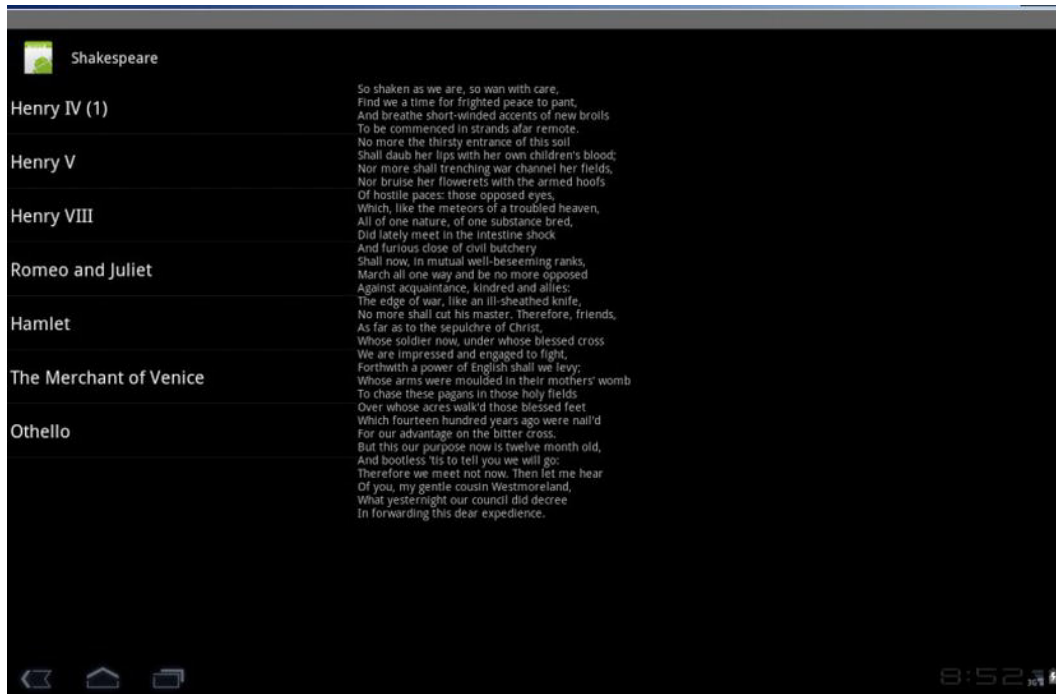 Shakespeare
Henry IV (1)
Henry V
Henry VIII
Romeo and Juliet
Hamlet
The Merchant of Venice
Othello
So shaken as we are, so wan with care,
Find we a time for frighted peace to pant,
And breathe short-winded accents of new broils
To be commenced in strands afar remote.
No more the thirsty entrance of this soil
Shall daub her lips with her own children's blood;
Nor more shall trenching war channel her fields,
Nor bruise her flowerets with the armed hoofs
Of hostile paces: those opposed eyes,
Which, like the meteors of a troubled heaven,
All of one nature, of one substance bred,
Did lately meet in the intestine shock
And furious close of civil butchery
Shall now, in mutual well-beseeming ranks,
March all one way and be no more opposed
Against acquaintance, kindred and allies:
The edge of war, like an ill-sheathed knife,
No more shall cut his master. Therefore, friends,
As far as to the sepulchre of Christ,
Whose soldier now, under whose blessed cross
We are impressed and engaged to fight,
Forthwith a power of English shall we levy;
Whose arms were moulded in their mothers' womb
To chase these pagans in those holy fields
Over whose acres walk'd those blessed feet
Which fourteen hundred years ago were nail'd
For our advantage on the bitter cross.
But this our purpose now is twelve month old,
And bootless 'tis to tell you we will go:
Therefore we meet not now. Then let me hear
Of you, my gentle cousin Westmoreland,
What yesternight our council did decree
In forwarding this dear expedience.
8:52
3G